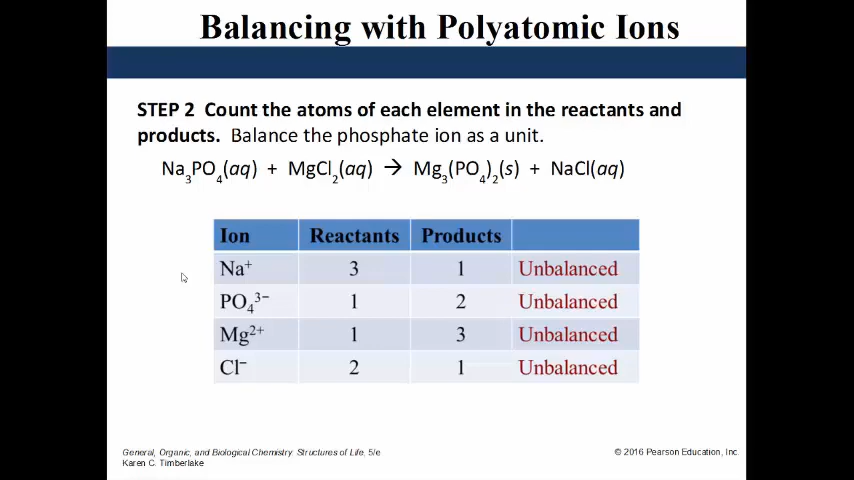 Balancing with Polyatomic Ions
STEP 2 Count the atoms of each element in the reactants and
products. Balance the phosphate ion as a unit.
Na₃PO₄(aq) + MgCl₂(aq) → Mg₃(PO₄)₂(s) + NaCl(aq)
Ion Reactants Products
Na⁺ 3 1 Unbalanced
PO₄³⁻ 1 2 Unbalanced
Mg²⁺ 1 3 Unbalanced
Cl⁻ 2 1 Unbalanced
General, Organic, and Biological Chemistry: Structures of Life, 5/e
Karen C. Timberlake
© 2016 Pearson Education, Inc.